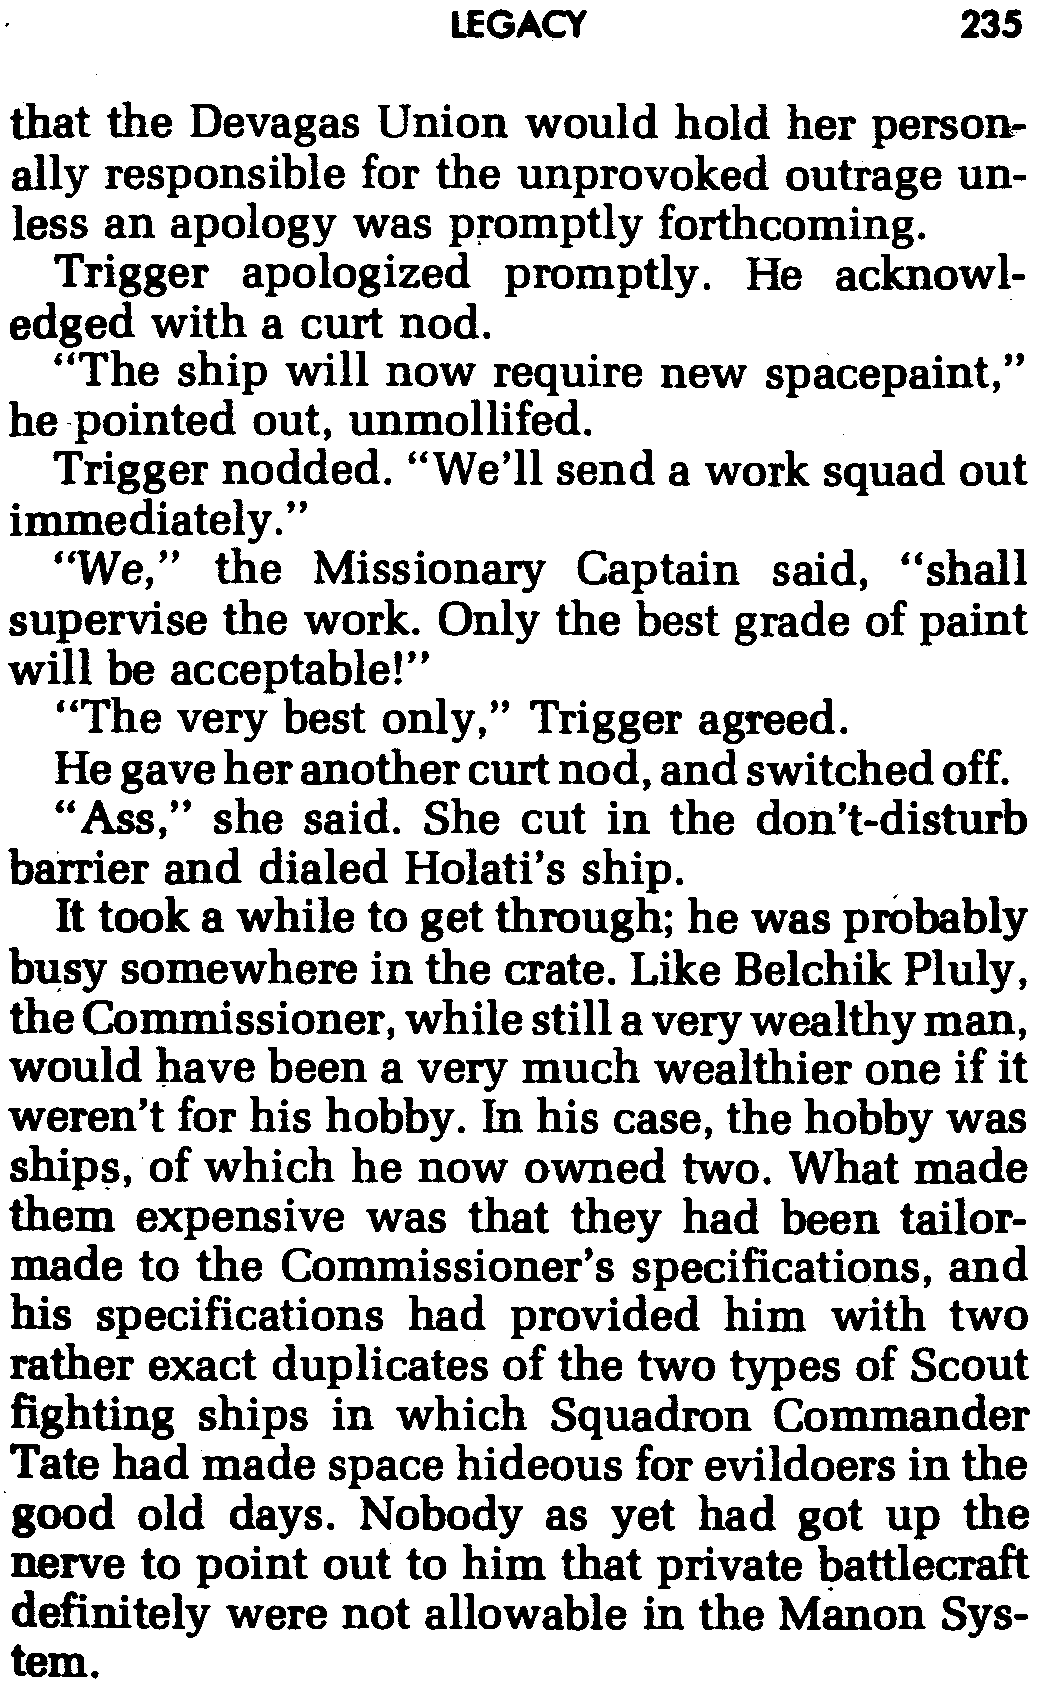 LEGACY 235
that the Devagas Union would hold her person-
ally responsible for the unprovoked outrage un-
less an apology was promptly forthcoming.
Trigger apologized promptly. He acknowl-
edged with a curt nod.
“The ship will now require new spacepaint,”
he pointed out, unmollifed.
Trigger nodded. “We’ll send a work squad out
immediately.”
“We,” the Missionary Captain said, “shall
supervise the work. Only the best grade of paint
will be acceptable!”
“The very best only,” Trigger agreed.
He gave her another curt nod, and switched off.
“Ass,” she said. She cut in the don’t-disturb
barrier and dialed Holati’s ship.
It took a while to get through; he was probably
busy somewhere in the crate. Like Belchik Pluly,
the Commissioner, while still a very wealthy man,
would have been a very much wealthier one if it
weren’t for his hobby. In his case, the hobby was
ships, of which he now owned two. What made
them expensive was that they had been tailor-
made to the Commissioner’s specifications, and
his specifications had provided him with two
rather exact duplicates of the two types of Scout
fighting ships in which Squadron Commander
Tate had made space hideous for evildoers in the
good old days. Nobody as yet had got up the
nerve to point out to him that private battlecraft
definitely were not allowable in the Manon Sys-
tem.